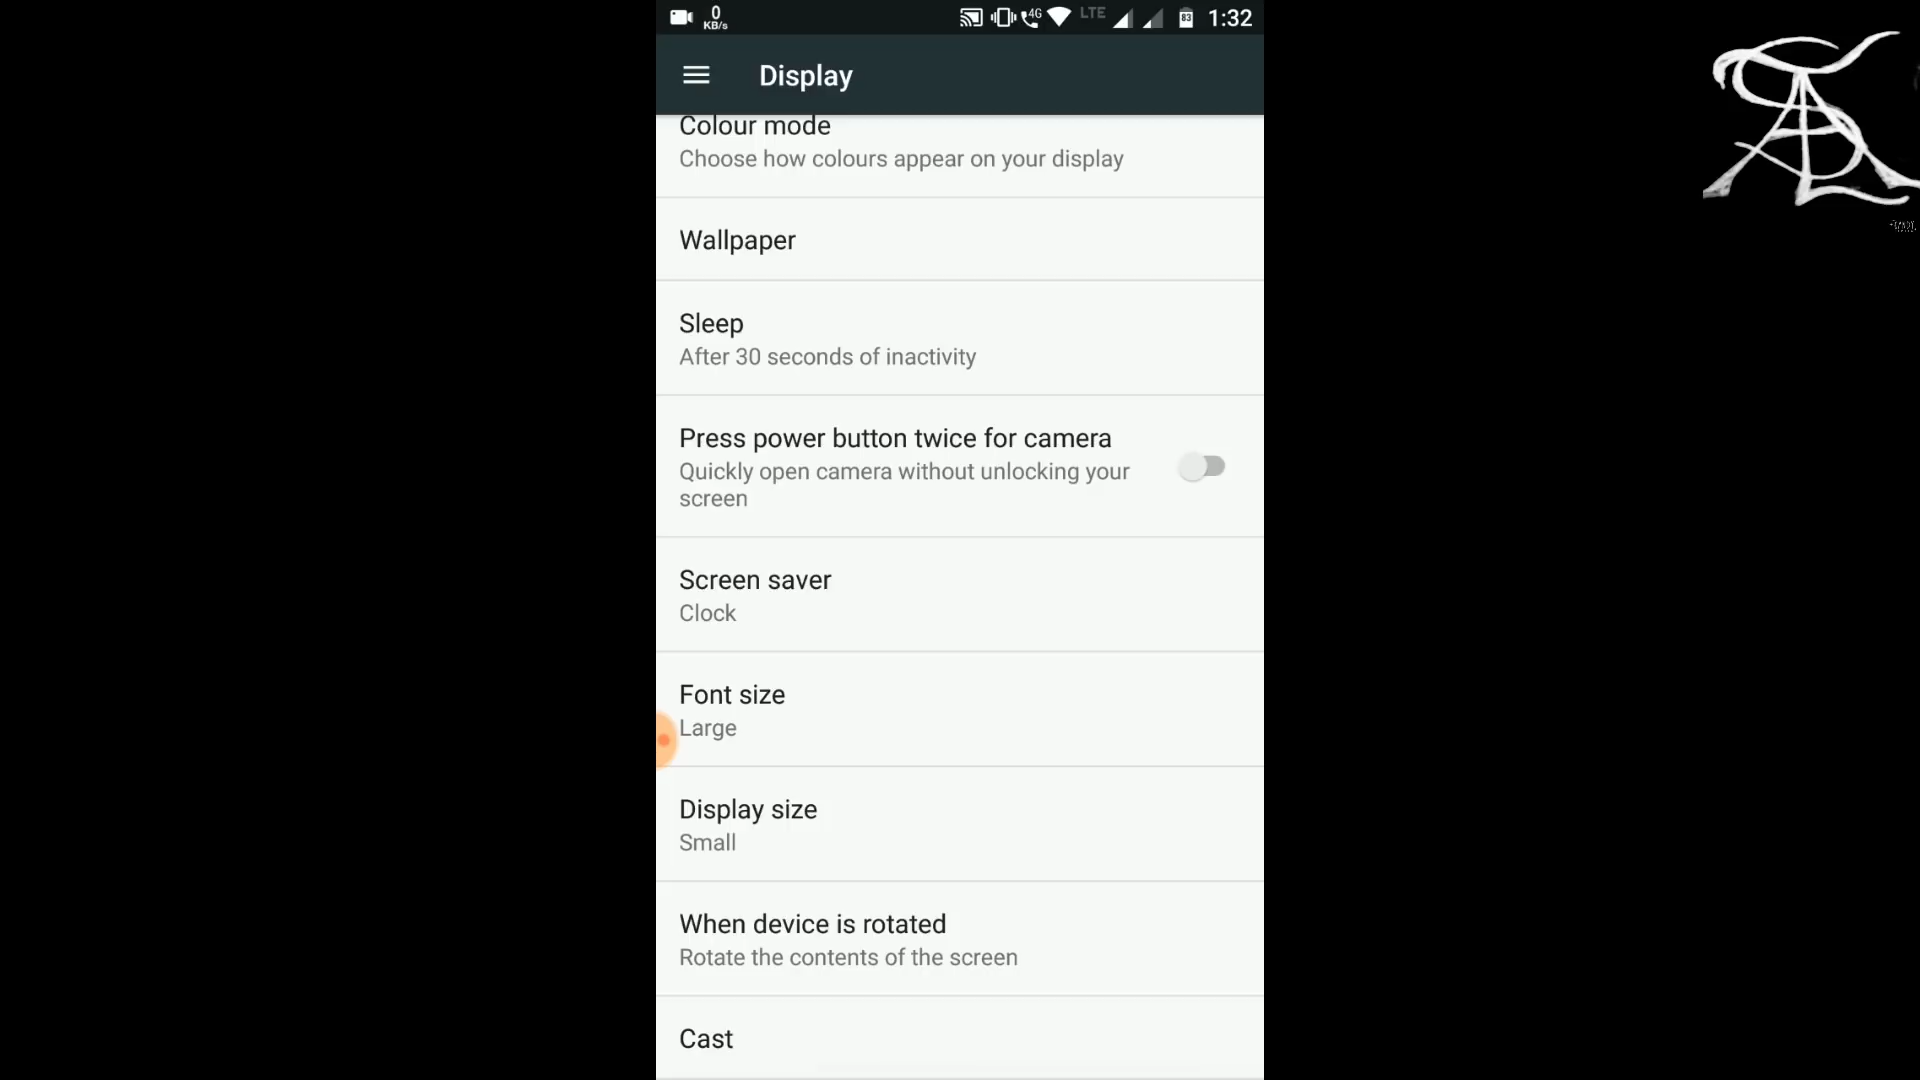 0
KB/s
4G
LTE
83
1:32
Display
Colour mode
Choose how colours appear on your display
Wallpaper
Sleep
After 30 seconds of inactivity
Press power button twice for camera
Quickly open camera without unlocking your
screen
Screen saver
Clock
Font size
Large
Display size
Small
When device is rotated
Rotate the contents of the screen
Cast